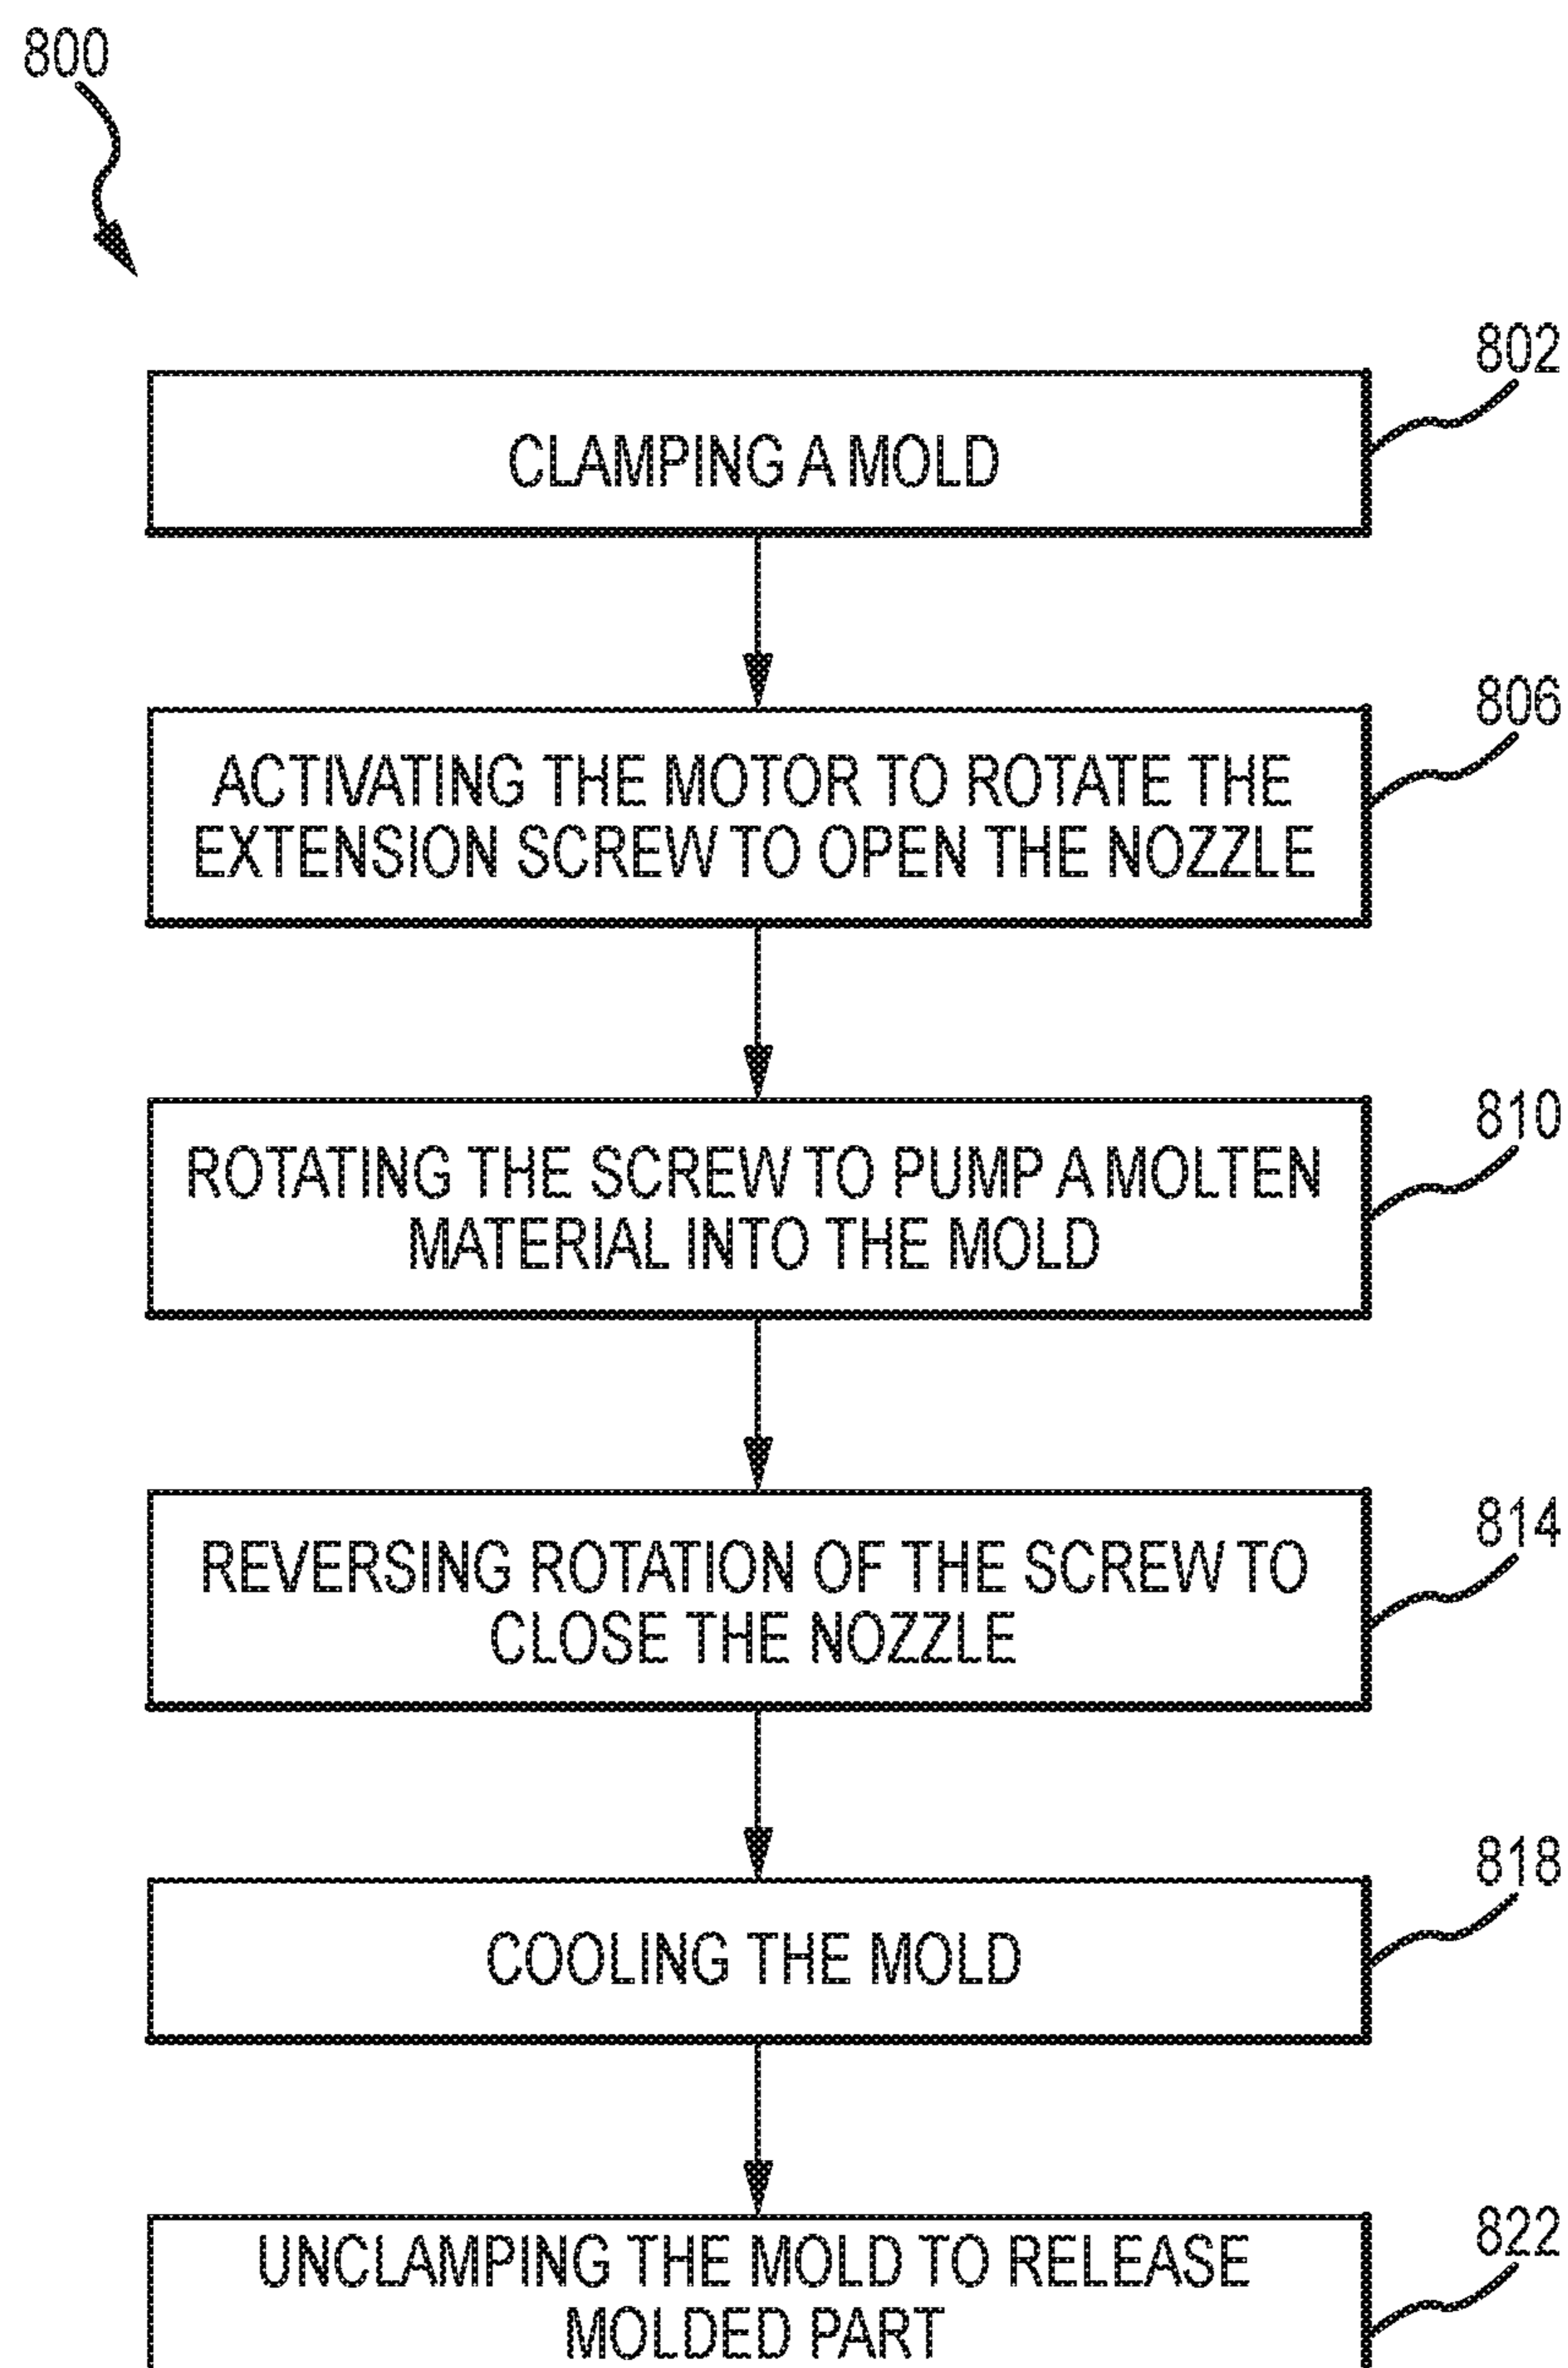 800
802
CLAMPING A MOLD
806
ACTIVATING THE MOTOR TO ROTATE THE
EXTENSION SCREW TO OPEN THE NOZZLE
810
ROTATING THE SCREW TO PUMP A MOLTEN
MATERIAL INTO THE MOLD
814
REVERSING ROTATION OF THE SCREW TO
CLOSE THE NOZZLE
818
COOLING THE MOLD
822
UNCLAMPING THE MOLD TO RELEASE
MOLDED PART